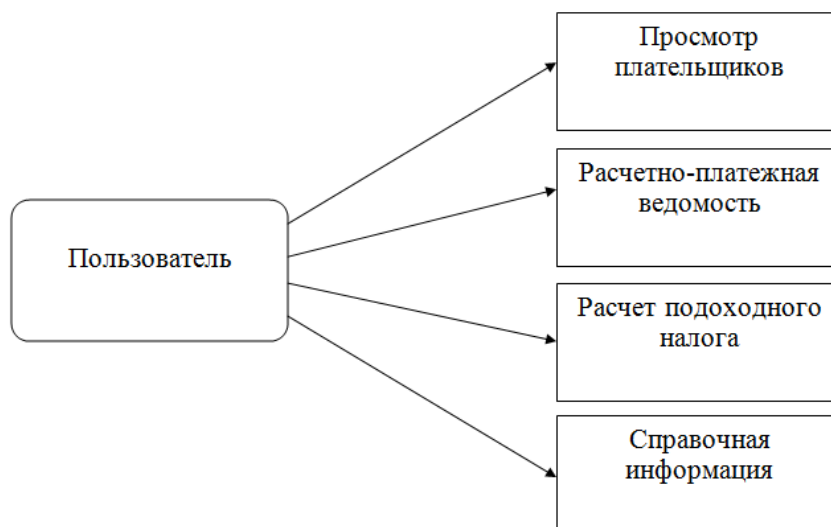 Просмотр
плательщиков
Расчетно-платежная
ведомость
Пользователь
Расчет подоходного
налога
Справочная
информация